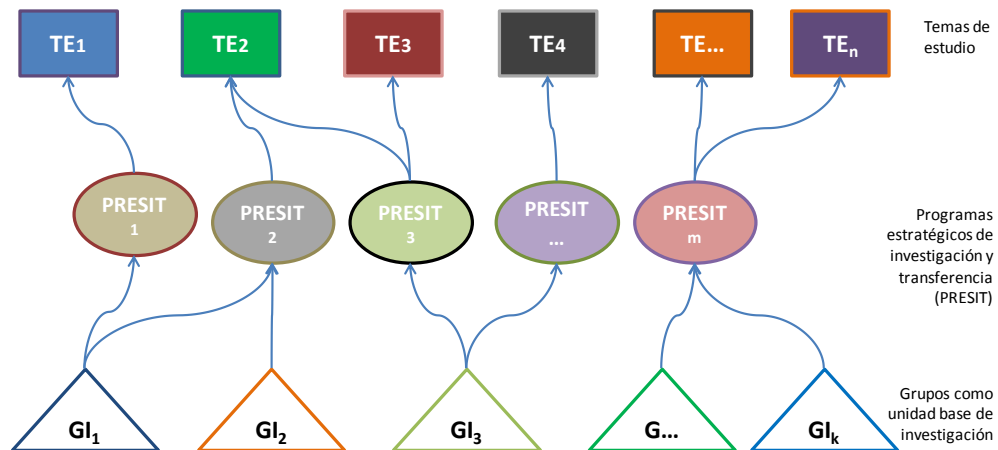 TE1 TE2 TE3 TE4 TE... TEn
Temas de
estudio
PRESIT
1
PRESIT
2
PRESIT
3
PRESIT
...
PRESIT
m
Programas
estratégicos de
investigación y
transferencia
(PRESIT)
GI1 GI2 GI3 G... GIk
Grupos como
unidad base de
investigación